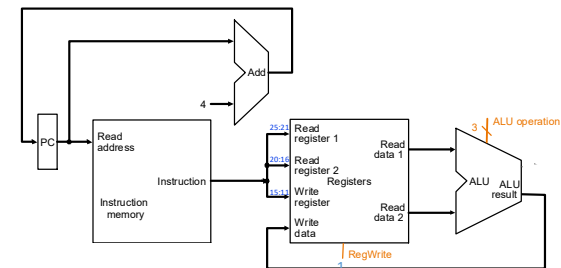 Add
4
PC
Read
address
Instruction
Instruction
memory
25:21
Read
register 1
20:16
Read
register 2
15:11
Write
register
Write
data
Registers
Read
data 1
Read
data 2
RegWrite
1
3
ALU operation
ALU
ALU
result